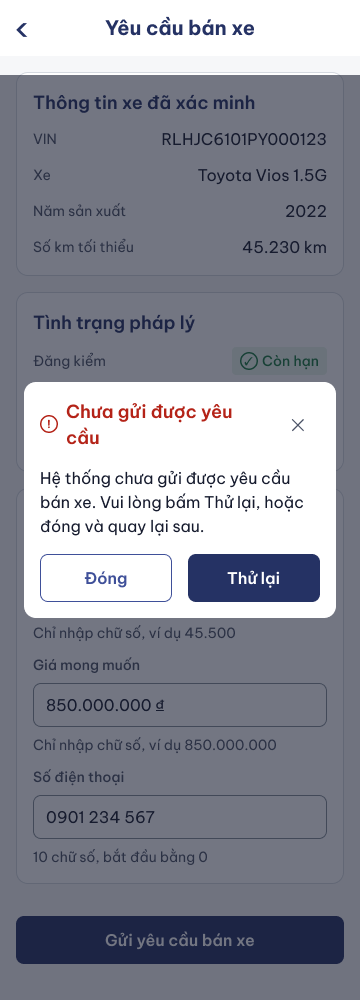 Yêu cầu bán xe
Thông tin xe đã xác minh
VIN RLHJC6101PY000123
Xe Toyota Vios 1.5G
Năm sản xuất 2022
Số km tối thiểu 45.230 km
Tình trạng pháp lý
Đăng kiểm Còn hạn
Chưa gửi được yêu
cầu
Hệ thống chưa gửi được yêu cầu
bán xe. Vui lòng bấm Thử lại, hoặc
đóng và quay lại sau.
Đóng Thử lại
Chỉ nhập chữ số, ví dụ 45.500
Giá mong muốn
850.000.000 ₫
Chỉ nhập chữ số, ví dụ 850.000.000
Số điện thoại
0901 234 567
10 chữ số, bắt đầu bằng 0
Gửi yêu cầu bán xe